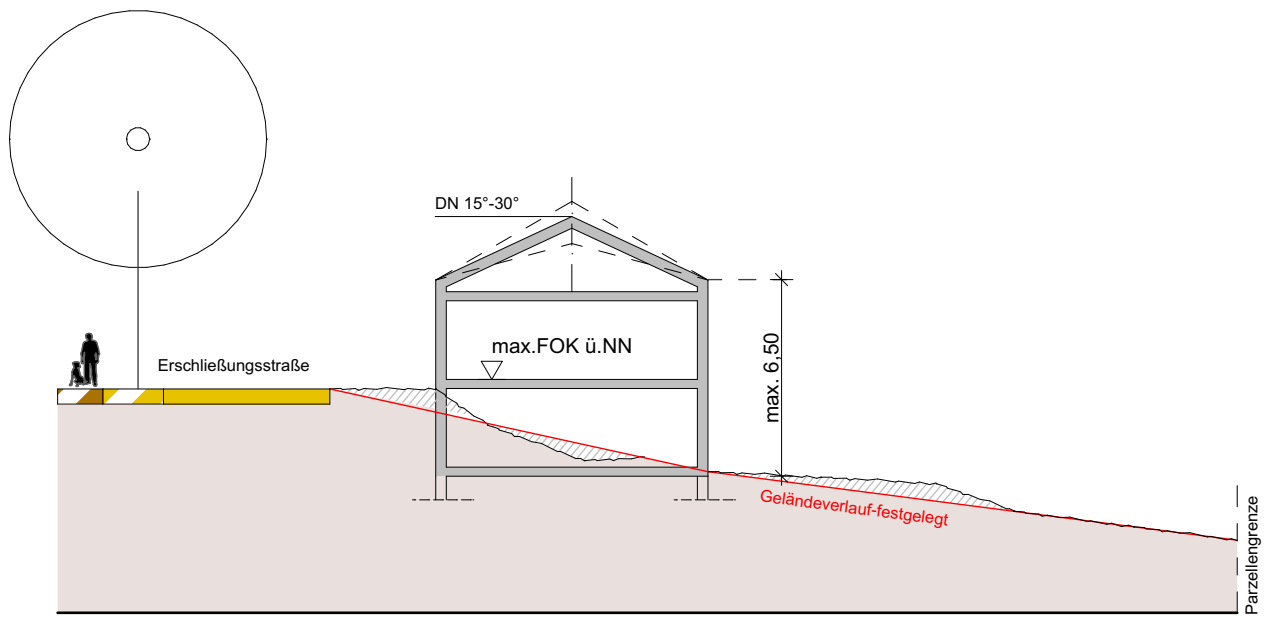 DN 15°-30°
max.FOK ü.NN
Erschließungsstraße
max. 6,50
Geländeverlauf-festgelegt
Parzellengrenze